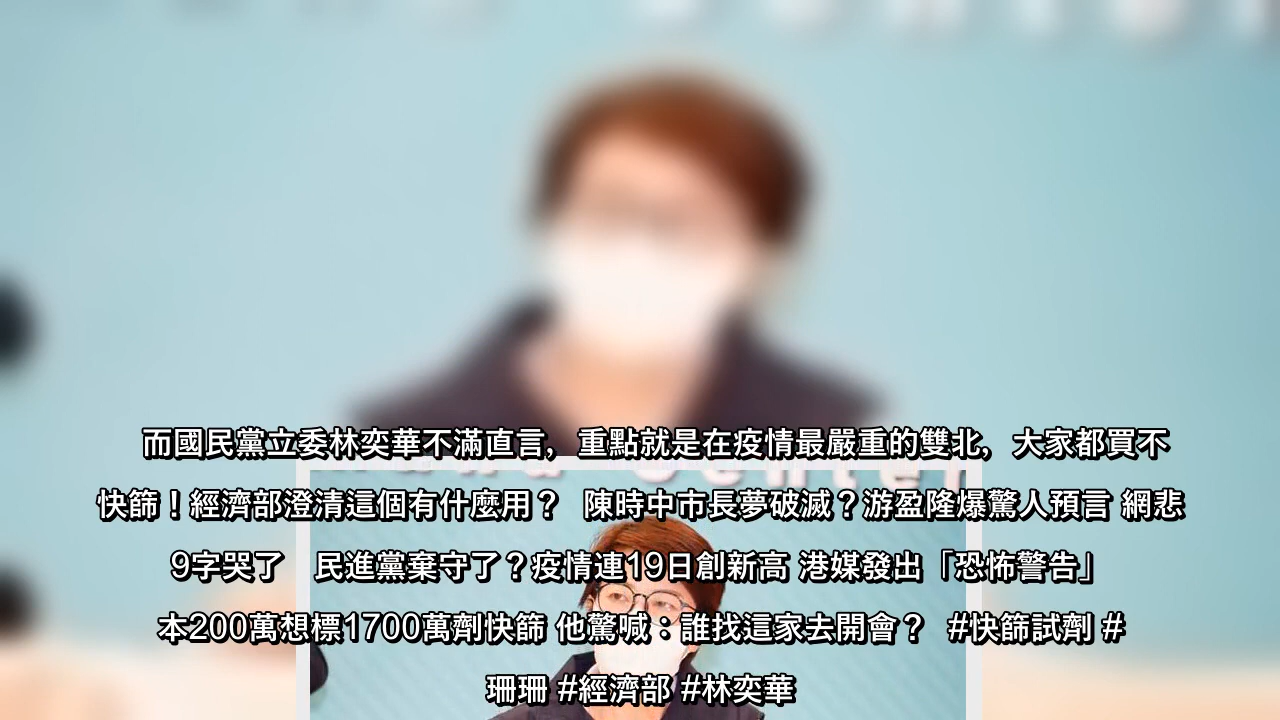 而國民黨立委林奕華不滿直言，重點就是在疫情最嚴重的雙北，大家都買不
快篩！經濟部澄清這個有什麼用？ 陳時中市長夢破滅？游盈隆爆驚人預言 網悲
9字哭了 民進黨棄守了？疫情連19日創新高 港媒發出「恐怖警告」
本200萬想標1700萬劑快篩 他驚喊：誰找這家去開會？ #快篩試劑 #
珊珊 #經濟部 #林奕華